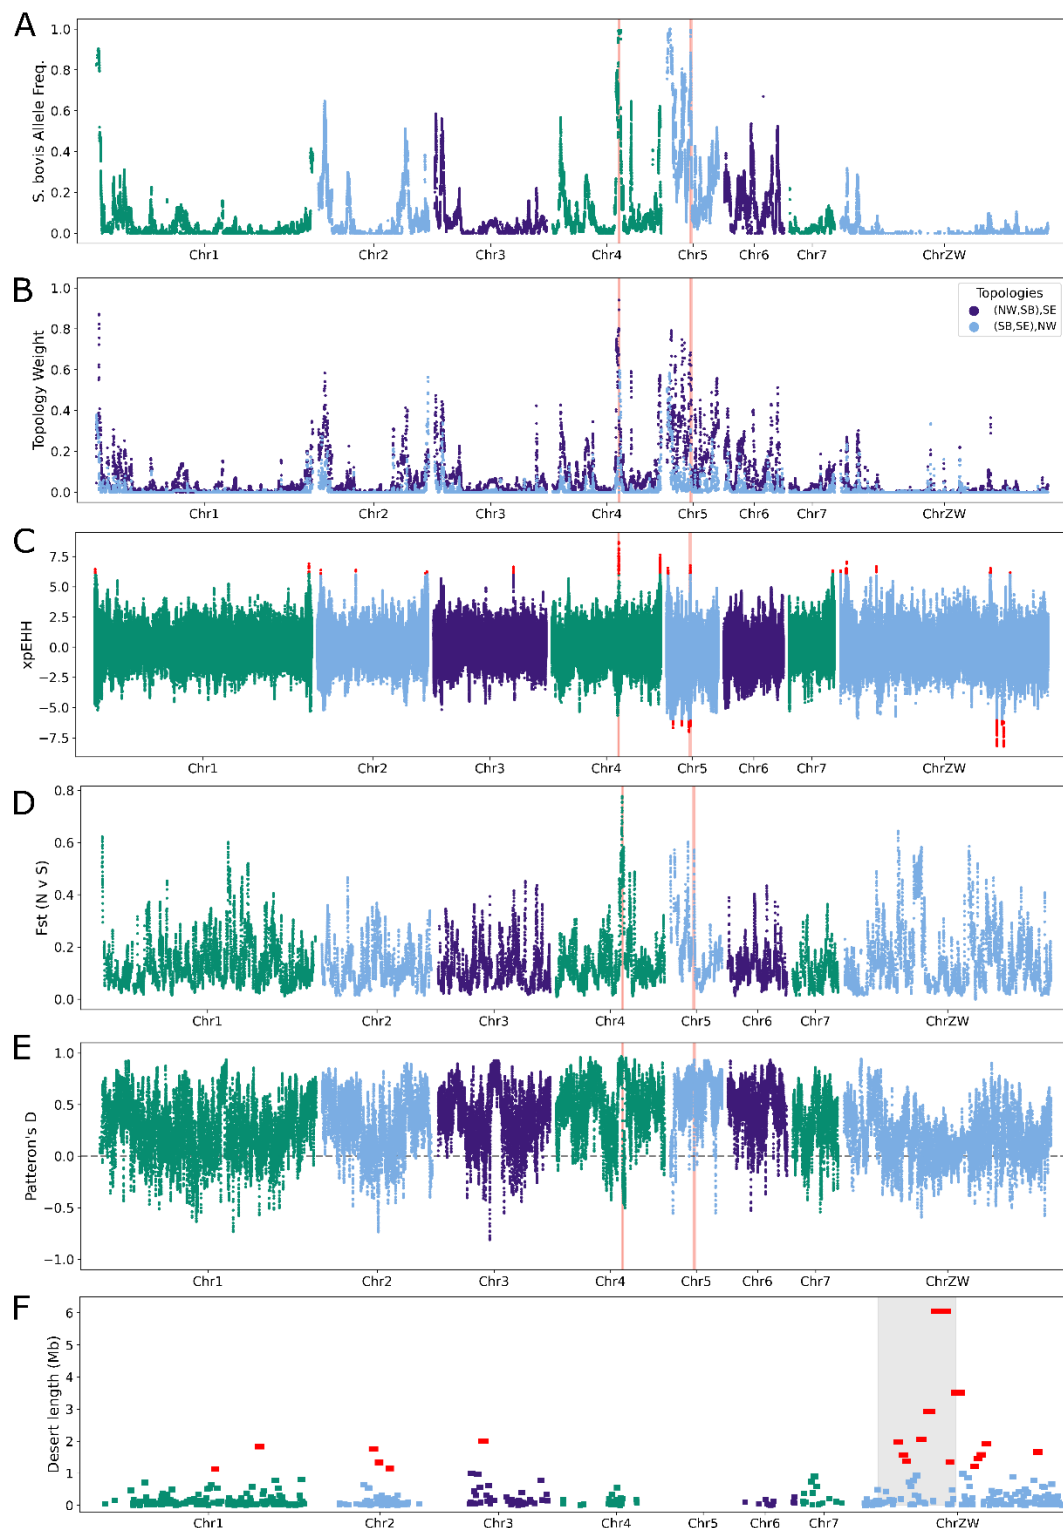 A
S. bovis Allele Freq.
1.0
0.8
0.6
0.4
0.2
0.0
Chr1 Chr2 Chr3 Chr4 Chr5 Chr6 Chr7 ChrZW
B
Topology Weight
1.0
0.8
0.6
0.4
0.2
0.0
Topologies
(NW,SB),SE
(SB,SE),NW
Chr1 Chr2 Chr3 Chr4 Chr5 Chr6 Chr7 ChrZW
C
xpEHH
7.5
5.0
2.5
0.0
−2.5
−5.0
−7.5
Chr1 Chr2 Chr3 Chr4 Chr5 Chr6 Chr7 ChrZW
D
Fst (N v S)
0.8
0.6
0.4
0.2
0.0
Chr1 Chr2 Chr3 Chr4 Chr5 Chr6 Chr7 ChrZW
E
Patteron's D
1.0
0.5
0.0
−0.5
−1.0
Chr1 Chr2 Chr3 Chr4 Chr5 Chr6 Chr7 ChrZW
F
Desert length (Mb)
6
5
4
3
2
1
0
Chr1 Chr2 Chr3 Chr4 Chr5 Chr6 Chr7 ChrZW